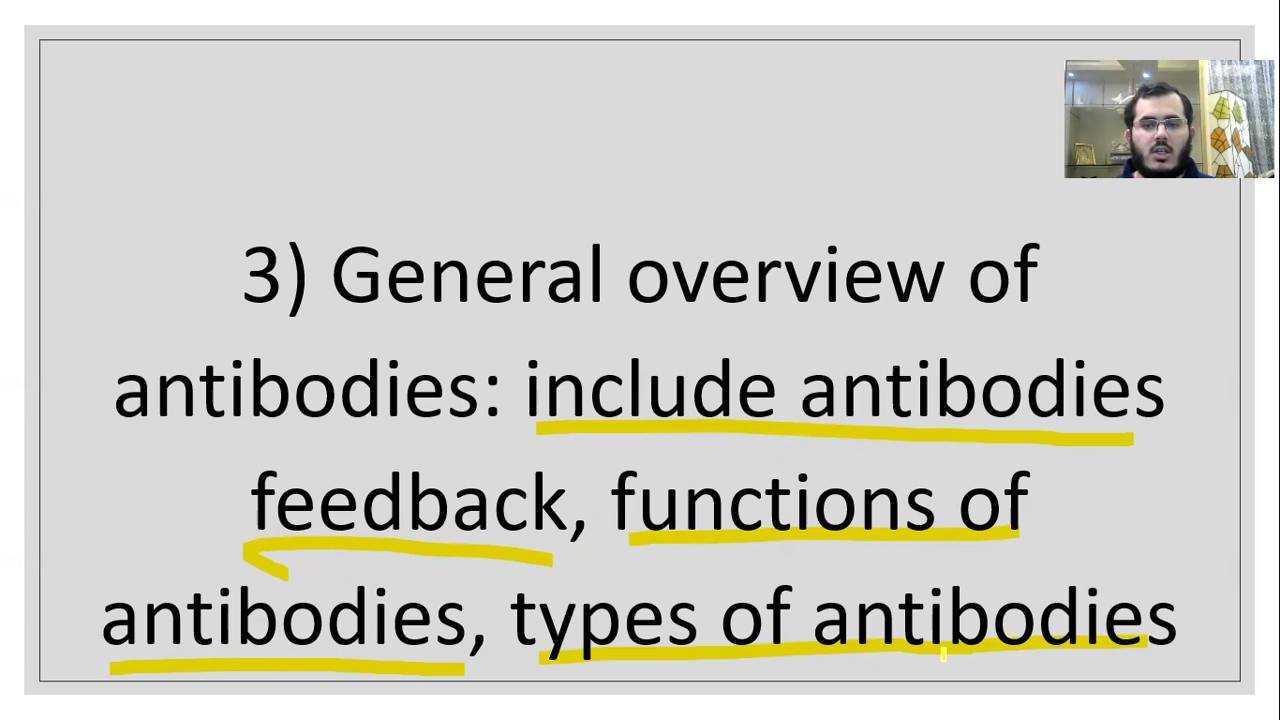 3) General overview of
antibodies: include antibodies
feedback, functions of
antibodies, types of antibodies